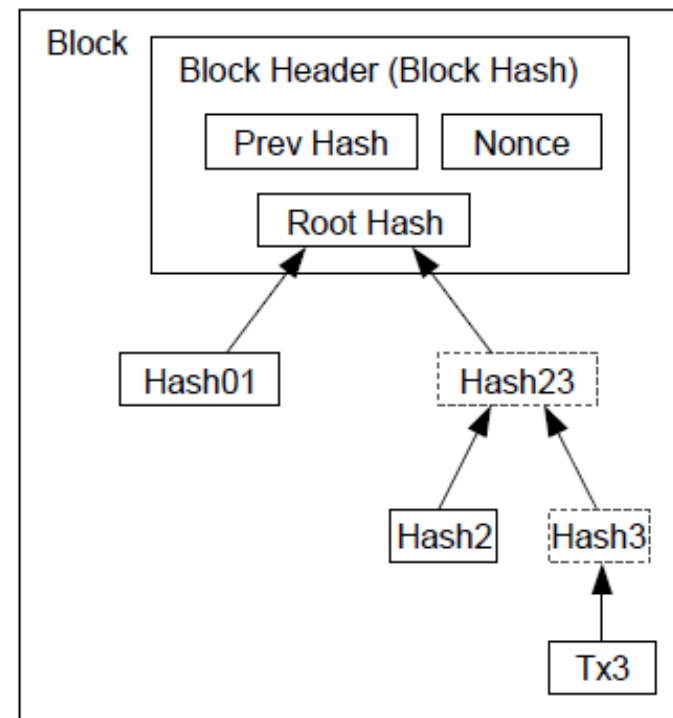 Block
Block Header (Block Hash)
Prev Hash
Nonce
Root Hash
Hash01
Hash23
Hash2
Hash3
Tx3